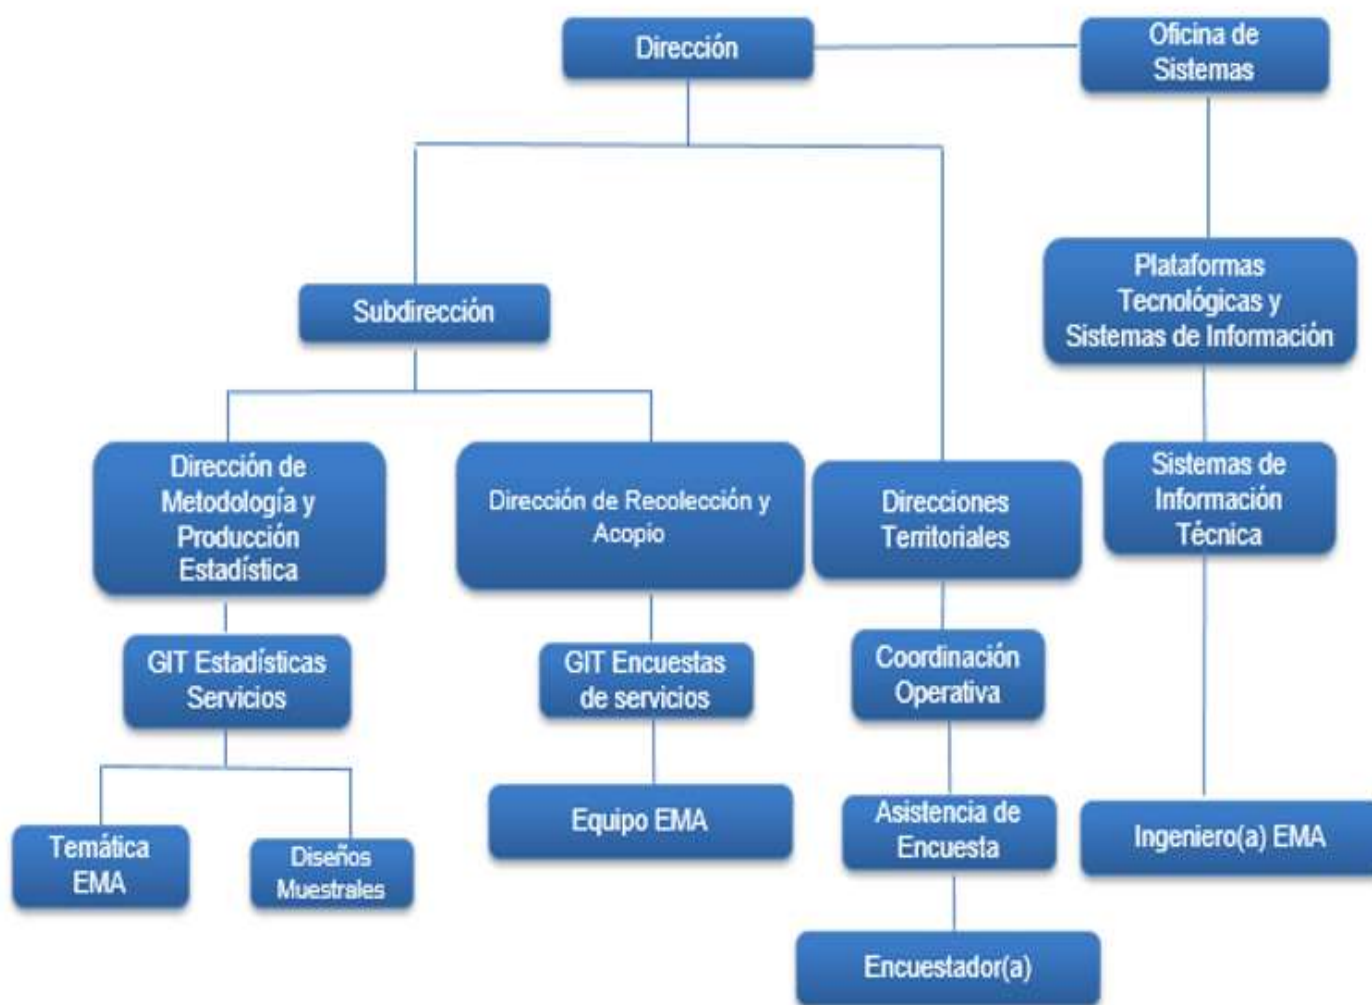 Dirección
Oficina de
Sistemas
Plataformas
Tecnológicas y
Sistemas de Información
Subdirección
Dirección de
Metodología y
Producción
Estadística
Dirección de Recolección y
Acopio
Direcciones
Territoriales
Sistemas de
Información
Técnica
GIT Estadísticas
Servicios
GIT Encuestas
de servicios
Coordinación
Operativa
Temática
EMA
Diseños
Muestrales
Equipo EMA
Asistencia de
Encuesta
Ingeniero(a) EMA
Encuestador(a)